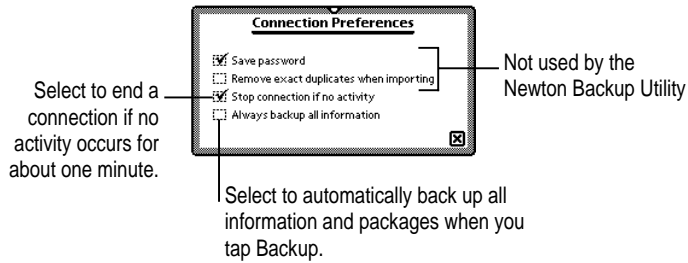 Connection Preferences
Save password
Remove exact duplicates when importing
Stop connection if no activity
Always backup all information
Not used by the
Newton Backup Utility
Select to end a
connection if no
activity occurs for
about one minute.
Select to automatically back up all
information and packages when you
tap Backup.